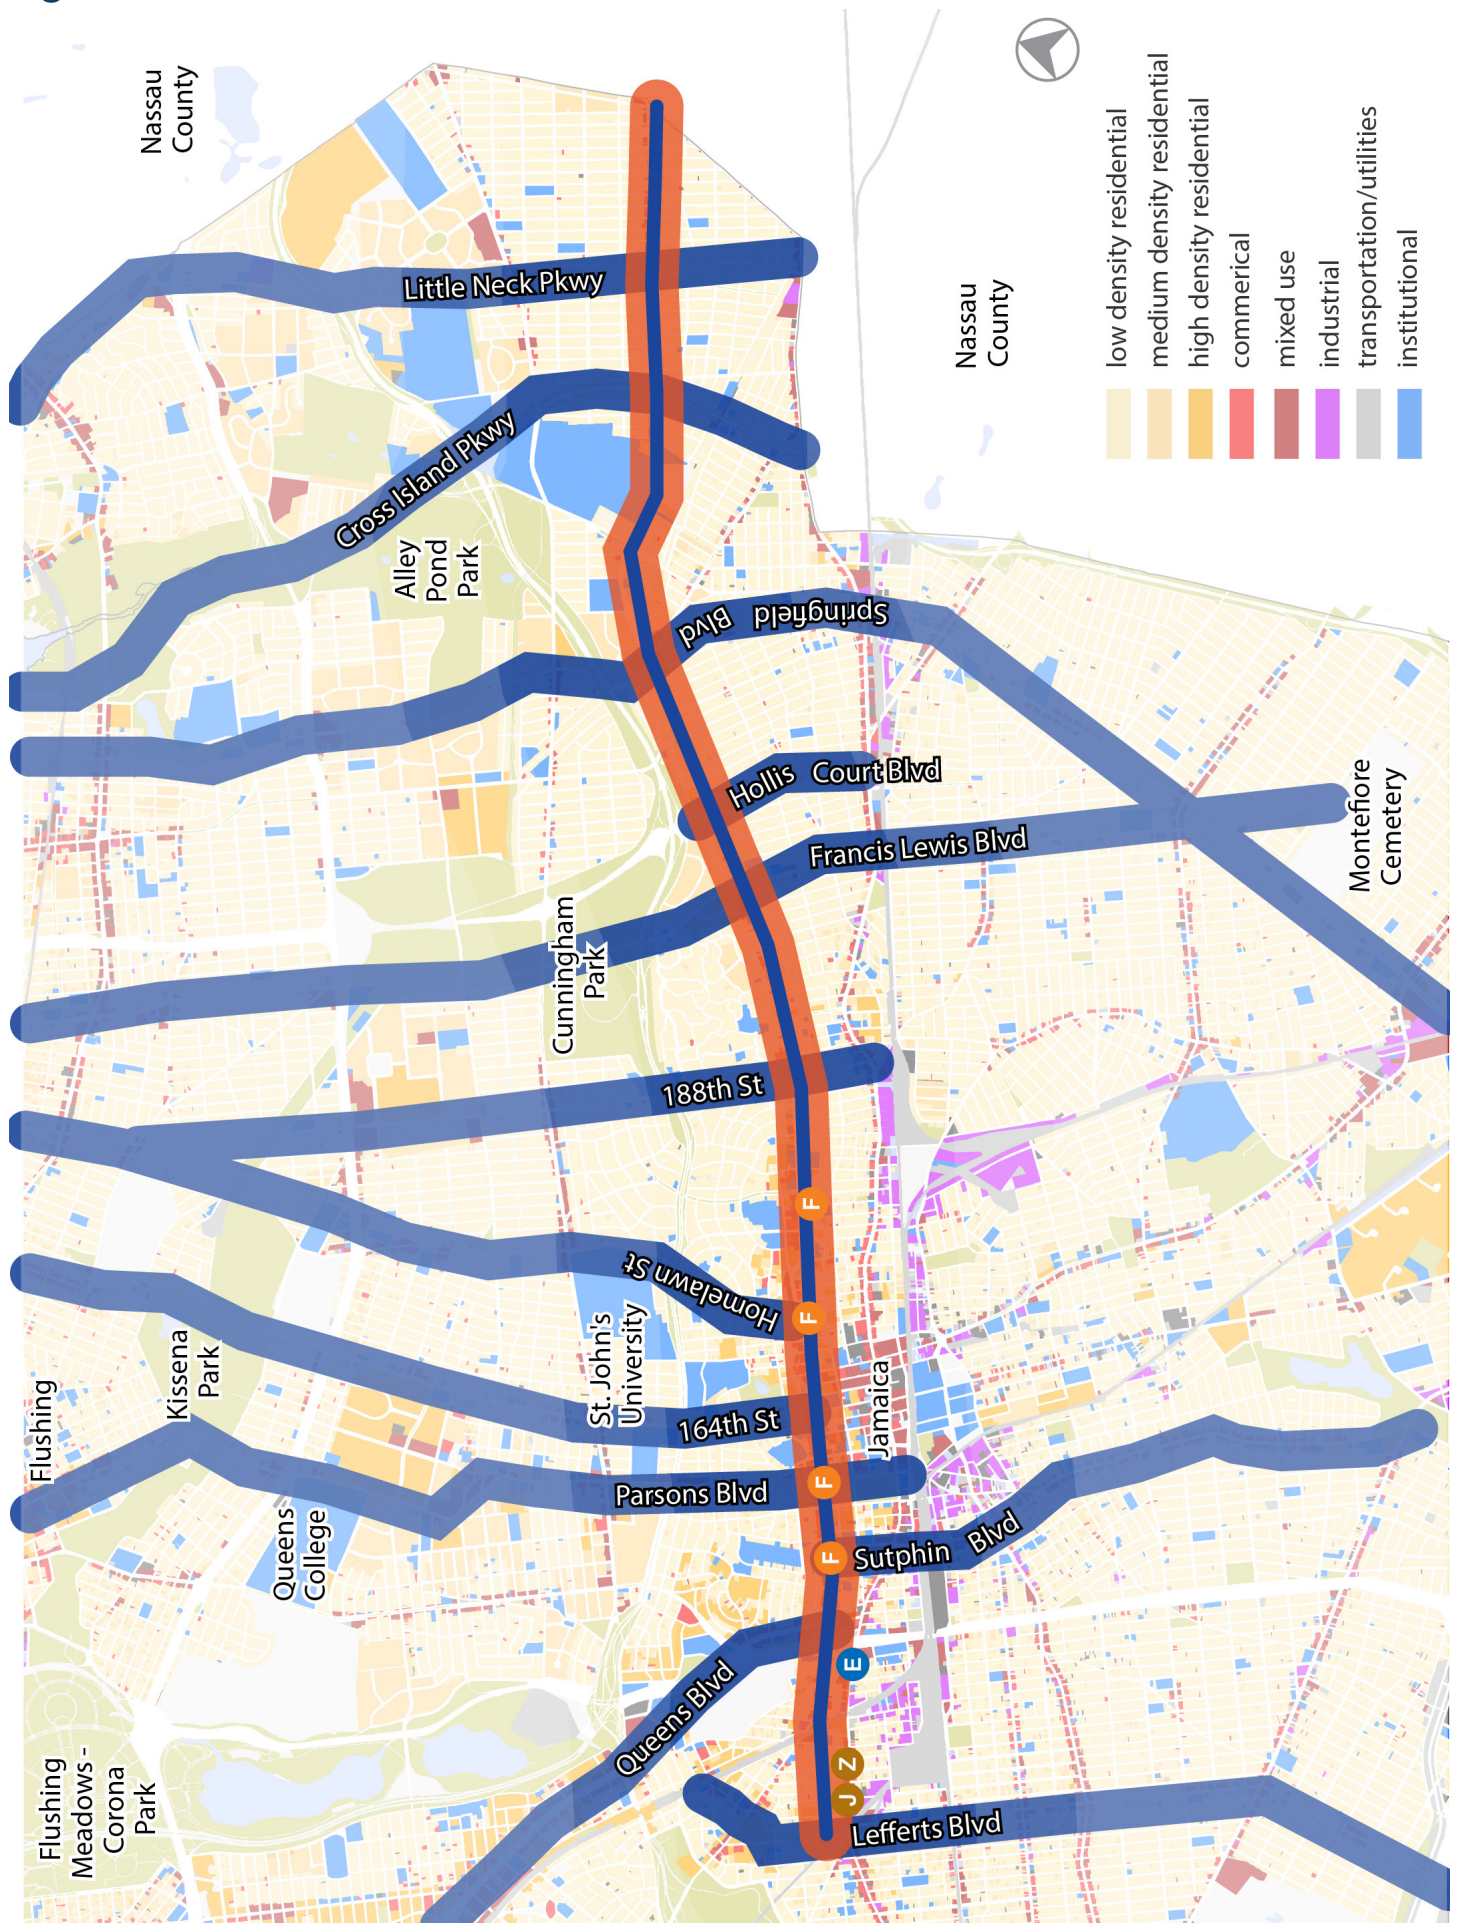 Nassau
County
Little Neck Pkwy
Cross Island Pkwy
Alley
Pond
Park
Springfield Blvd
Hollis Court Blvd
Francis Lewis Blvd
Montefiore
Cemetery
Nassau
County
Cunningham
Park
188th St
Homelawn St
St. John's
University
164th St
Kissena
Park
Flushing
Parsons Blvd
Queens
College
Jamaica
Sutphin Blvd
Queens Blvd
Flushing
Meadows -
Corona
Park
Lefferts Blvd
F
F
F
F
E
Z
J
low density residential
medium density residential
high density residential
commerical
mixed use
industrial
transportation/utilities
institutional